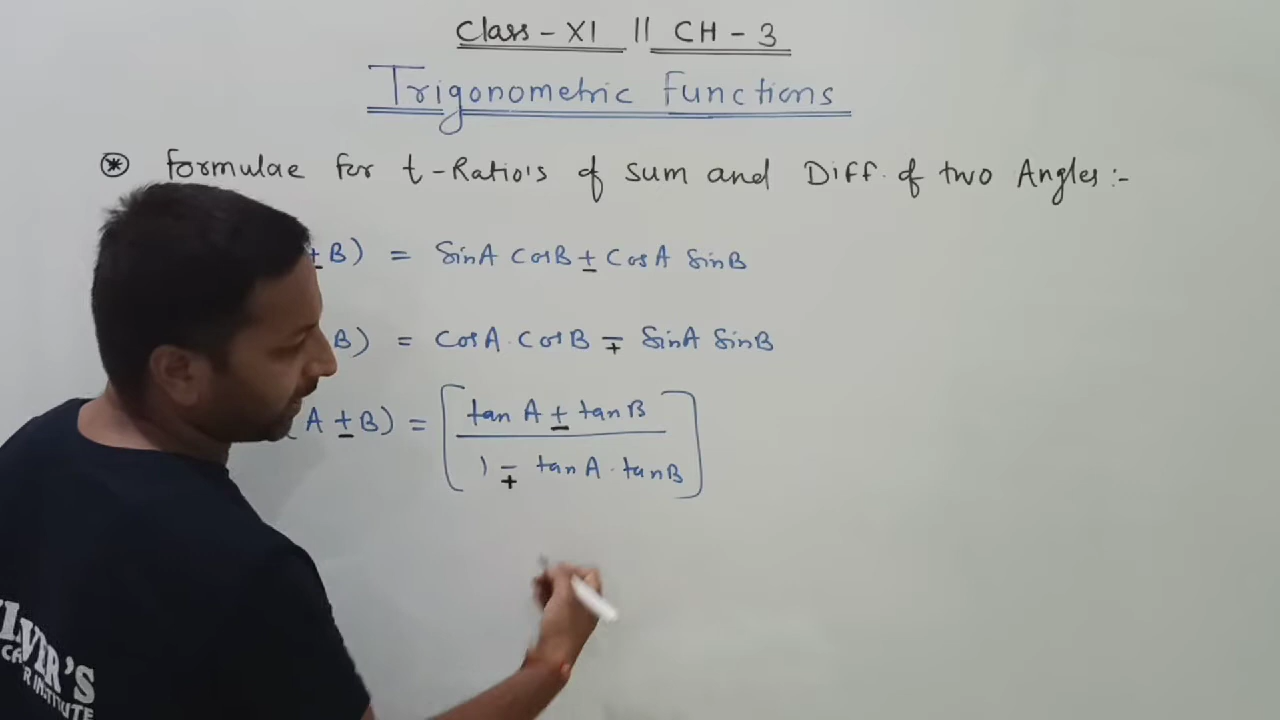 Class - XI || CH - 3
Trigonometric Functions
⊛ Formulae for t-Ratio's of Sum and Diff. of two Angles :-
± B) = SinA CosB ± CosA SinB
B) = CosA . CosB ∓ SinA SinB
(A ± B) = [ tan A ± tan B
1 ∓ tan A . tan B ]